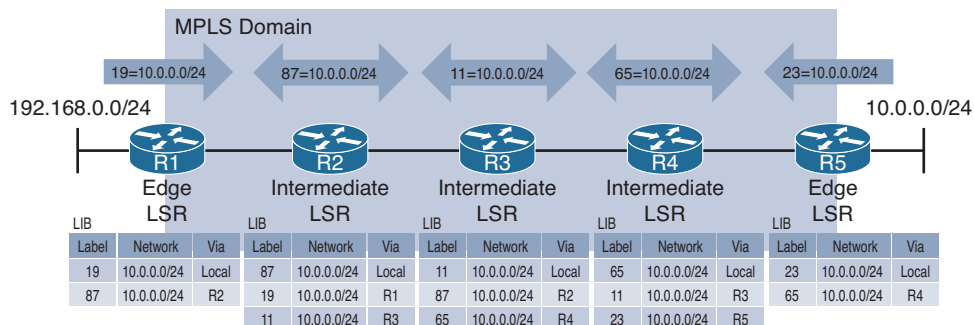 MPLS Domain
19=10.0.0.0/24 87=10.0.0.0/24 11=10.0.0.0/24 65=10.0.0.0/24 23=10.0.0.0/24
192.168.0.0/24 10.0.0.0/24
R1 R2 R3 R4 R5
Edge LSR
Intermediate LSR
Intermediate LSR
Intermediate LSR
Edge LSR
LIB
Label Network Via
19 10.0.0.0/24 Local
87 10.0.0.0/24 R2
LIB
Label Network Via
87 10.0.0.0/24 Local
19 10.0.0.0/24 R1
11 10.0.0.0/24 R3
LIB
Label Network Via
11 10.0.0.0/24 Local
87 10.0.0.0/24 R2
65 10.0.0.0/24 R4
LIB
Label Network Via
65 10.0.0.0/24 Local
11 10.0.0.0/24 R3
23 10.0.0.0/24 R5
LIB
Label Network Via
23 10.0.0.0/24 Local
65 10.0.0.0/24 R4